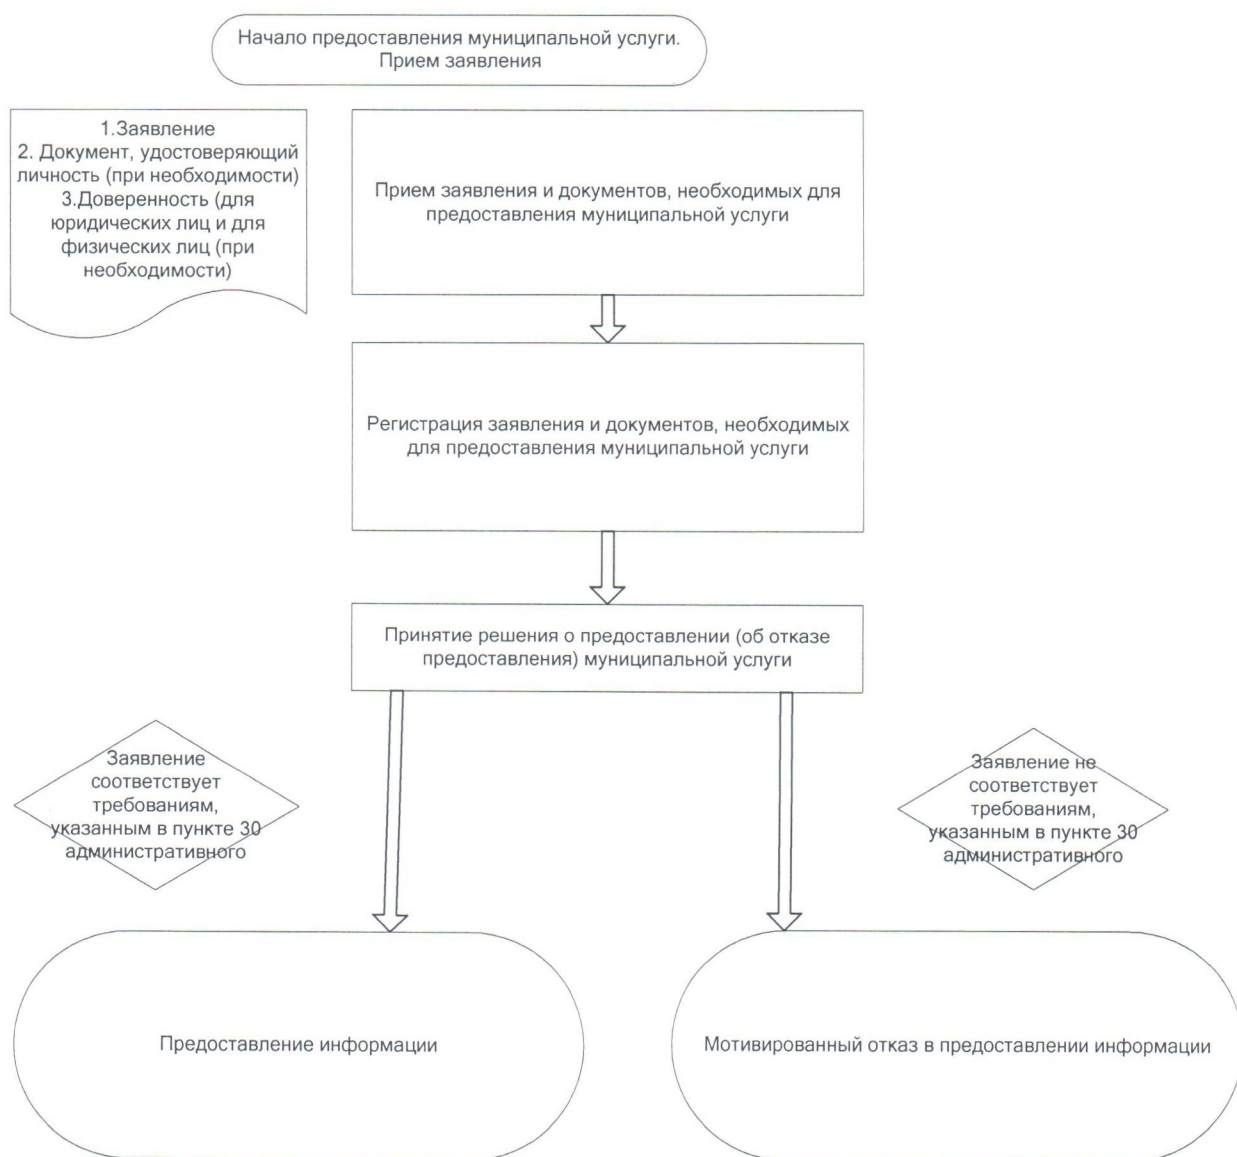 Начало предоставления муниципальной услуги.
Прием заявления
1.Заявление
2. Документ, удостоверяющий
личность (при необходимости)
3.Доверенность (для
юридических лиц и для
физических лиц (при
необходимости)
Прием заявления и документов, необходимых для
предоставления муниципальной услуги
Регистрация заявления и документов, необходимых
для предоставления муниципальной услуги
Принятие решения о предоставлении (об отказе
предоставления) муниципальной услуги
Заявление
соответствует
требованиям,
указанным в пункте 30
административного
Заявление не
соответствует
требованиям,
указанным в пункте 30
административного
Предоставление информации
Мотивированный отказ в предоставлении информации